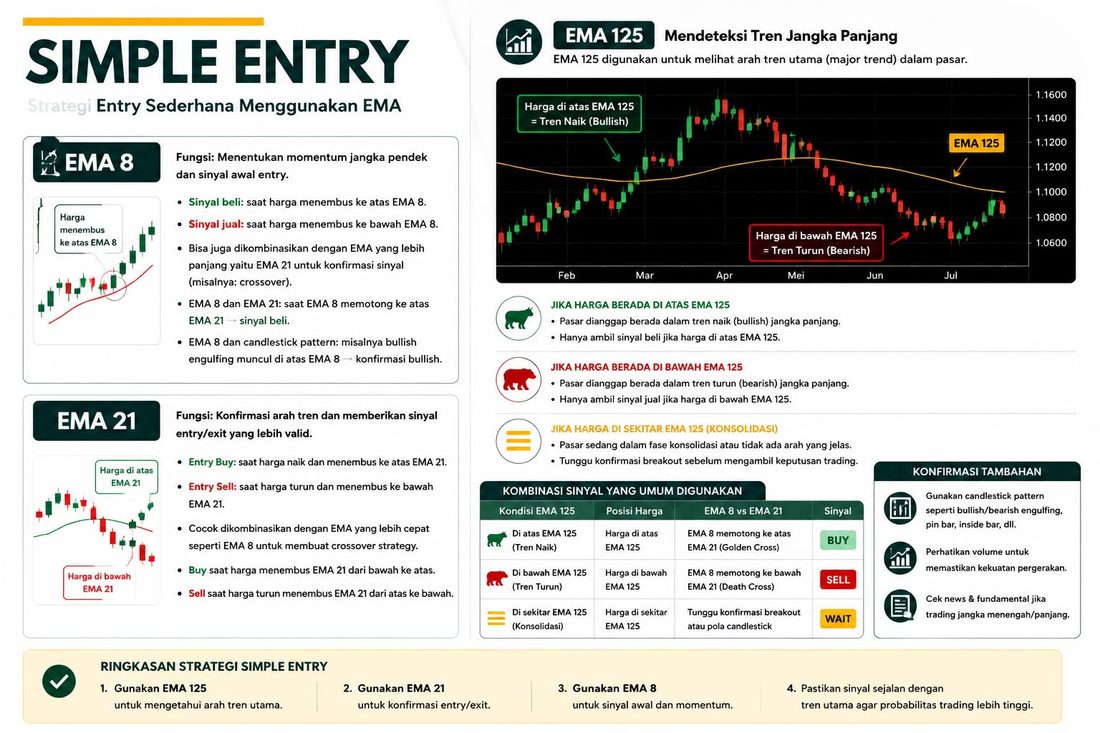 SIMPLE ENTRY
Strategi Entry Sederhana Menggunakan EMA
EMA 8
Fungsi: Menentukan momentum jangka pendek
dan sinyal awal entry.
Harga
menembus
ke atas EMA 8
• Sinyal beli: saat harga menembus ke atas EMA 8.
• Sinyal jual: saat harga menembus ke bawah EMA 8.
• Bisa juga dikombinasikan dengan EMA yang lebih
panjang yaitu EMA 21 untuk konfirmasi sinyal
(misalnya: crossover).
• EMA 8 dan EMA 21: saat EMA 8 memotong ke atas
EMA 21 → sinyal beli.
• EMA 8 dan candlestick pattern: misalnya bullish
engulfing muncul di atas EMA 8 → konfirmasi bullish.
EMA 21
Fungsi: Konfirmasi arah tren dan memberikan sinyal
entry/exit yang lebih valid.
Harga di atas
EMA 21
Harga di bawah
EMA 21
• Entry Buy: saat harga naik dan menembus ke atas EMA 21.
• Entry Sell: saat harga turun dan menembus ke bawah
EMA 21.
• Cocok dikombinasikan dengan EMA yang lebih cepat
seperti EMA 8 untuk membuat crossover strategy.
• Buy saat harga menembus EMA 21 dari bawah ke atas.
• Sell saat harga turun menembus EMA 21 dari atas ke bawah.
EMA 125 Mendeteksi Tren Jangka Panjang
EMA 125 digunakan untuk melihat arah tren utama (major trend) dalam pasar.
Harga di atas EMA 125
= Tren Naik (Bullish)
EMA 125
Harga di bawah EMA 125
= Tren Turun (Bearish)
1.1600
1.1400
1.1200
1.1000
1.0800
1.0600
Feb Mar Apr Mei Jun Jul
JIKA HARGA BERADA DI ATAS EMA 125
• Pasar dianggap berada dalam tren naik (bullish) jangka panjang.
• Hanya ambil sinyal beli jika harga di atas EMA 125.
JIKA HARGA BERADA DI BAWAH EMA 125
• Pasar dianggap berada dalam tren turun (bearish) jangka panjang.
• Hanya ambil sinyal jual jika harga di bawah EMA 125.
JIKA HARGA DI SEKITAR EMA 125 (KONSOLIDASI)
• Pasar sedang dalam fase konsolidasi atau tidak ada arah yang jelas.
• Tunggu konfirmasi breakout sebelum mengambil keputusan trading.
KOMBINASI SINYAL YANG UMUM DIGUNAKAN
Kondisi EMA 125 Posisi Harga EMA 8 vs EMA 21 Sinyal
Di atas EMA 125 Harga di atas EMA 8 memotong ke atas BUY
(Tren Naik) EMA 125 EMA 21 (Golden Cross)
Di bawah EMA 125 Harga di bawah EMA 8 memotong ke bawah SELL
(Tren Turun) EMA 125 EMA 21 (Death Cross)
Di sekitar EMA 125 Harga di sekitar Tunggu konfirmasi breakout WAIT
(Konsolidasi) EMA 125 atau pola candlestick
KONFIRMASI TAMBAHAN
Gunakan candlestick pattern
seperti bullish/bearish engulfing,
pin bar, inside bar, dll.
Perhatikan volume untuk
memastikan kekuatan pergerakan.
Cek news & fundamental jika
trading jangka menengah/panjang.
RINGKASAN STRATEGI SIMPLE ENTRY
1. Gunakan EMA 125
untuk mengetahui arah tren utama.
2. Gunakan EMA 21
untuk konfirmasi entry/exit.
3. Gunakan EMA 8
untuk sinyal awal dan momentum.
4. Pastikan sinyal sejalan dengan
tren utama agar probabilitas trading lebih tinggi.